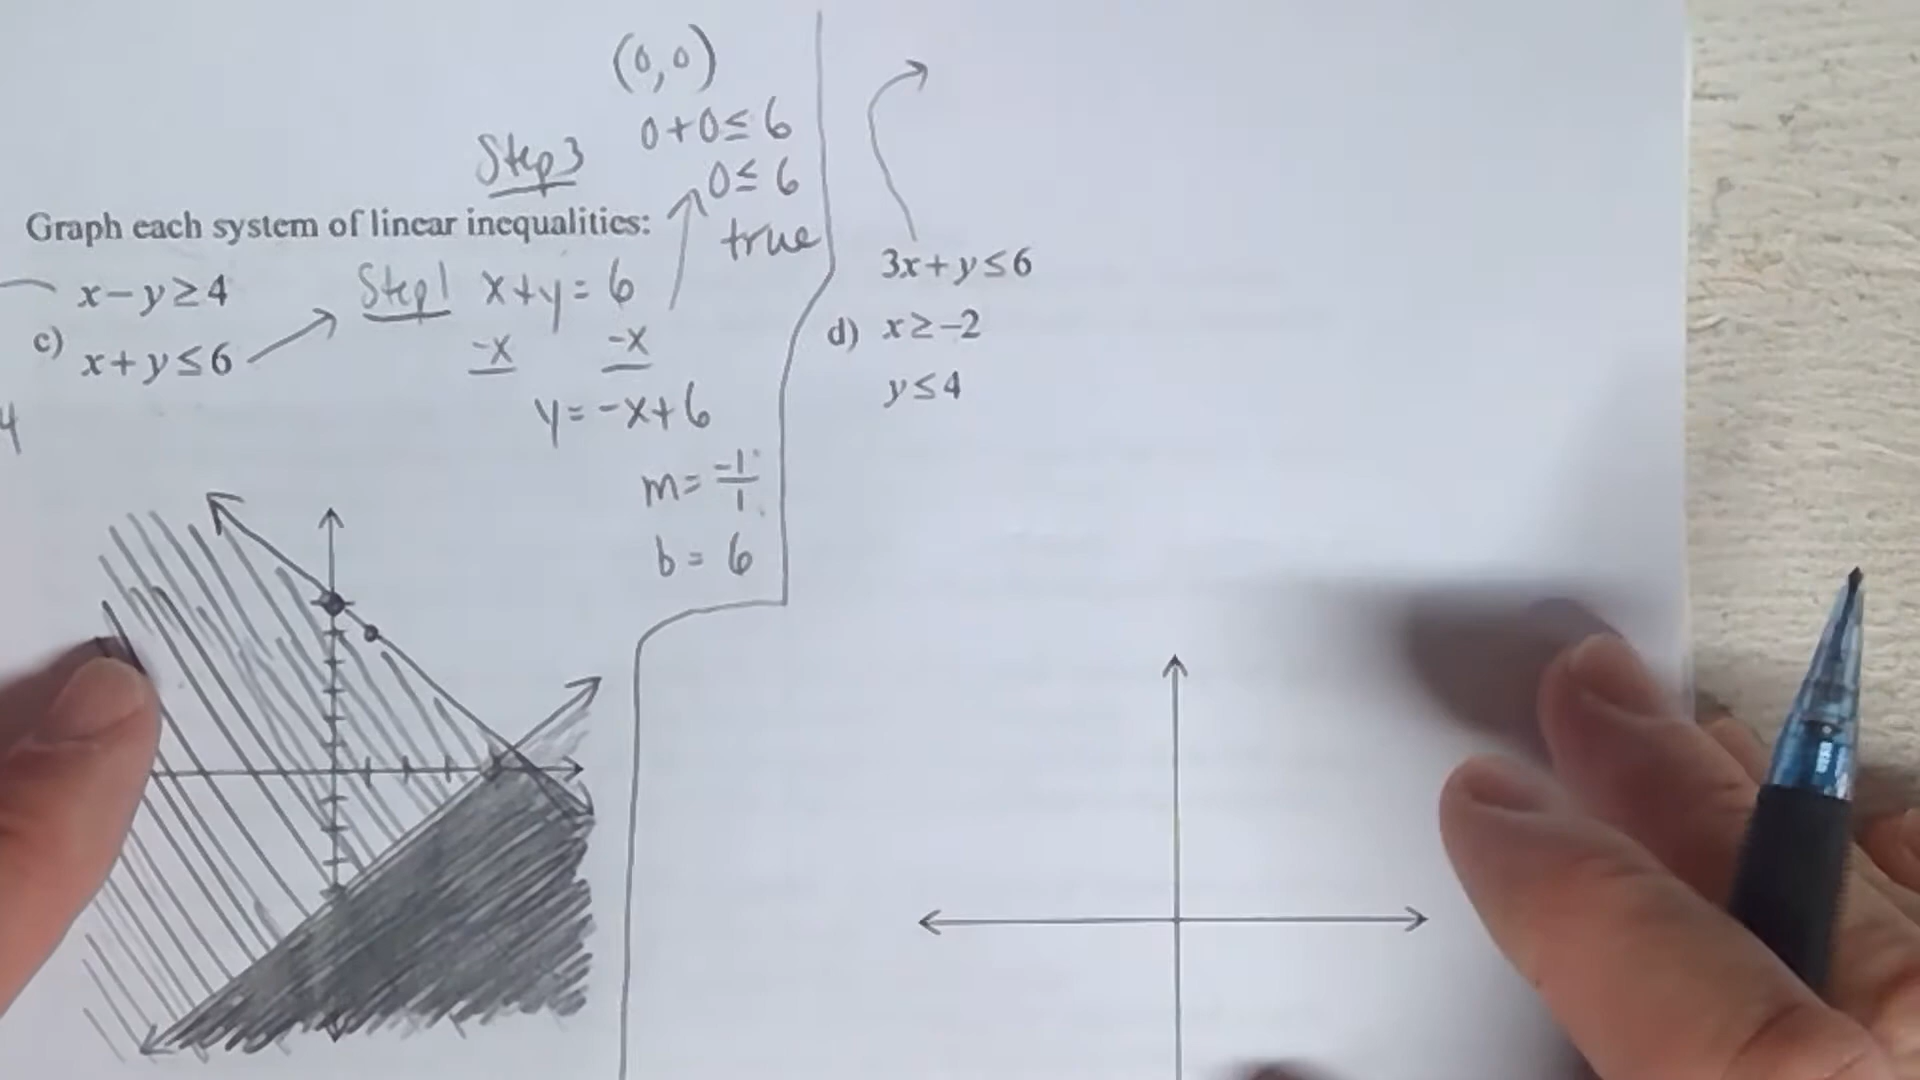 (0,0)
0+0≤6
Step3
0≤6
true
Graph each system of linear inequalities:
x−y≥4
c)
x+y≤6
Step1 x+y=6
-x -x
y=-x+6
4
m=-1/1
b=6
3x+y≤6
d) x≥−2
y≤4